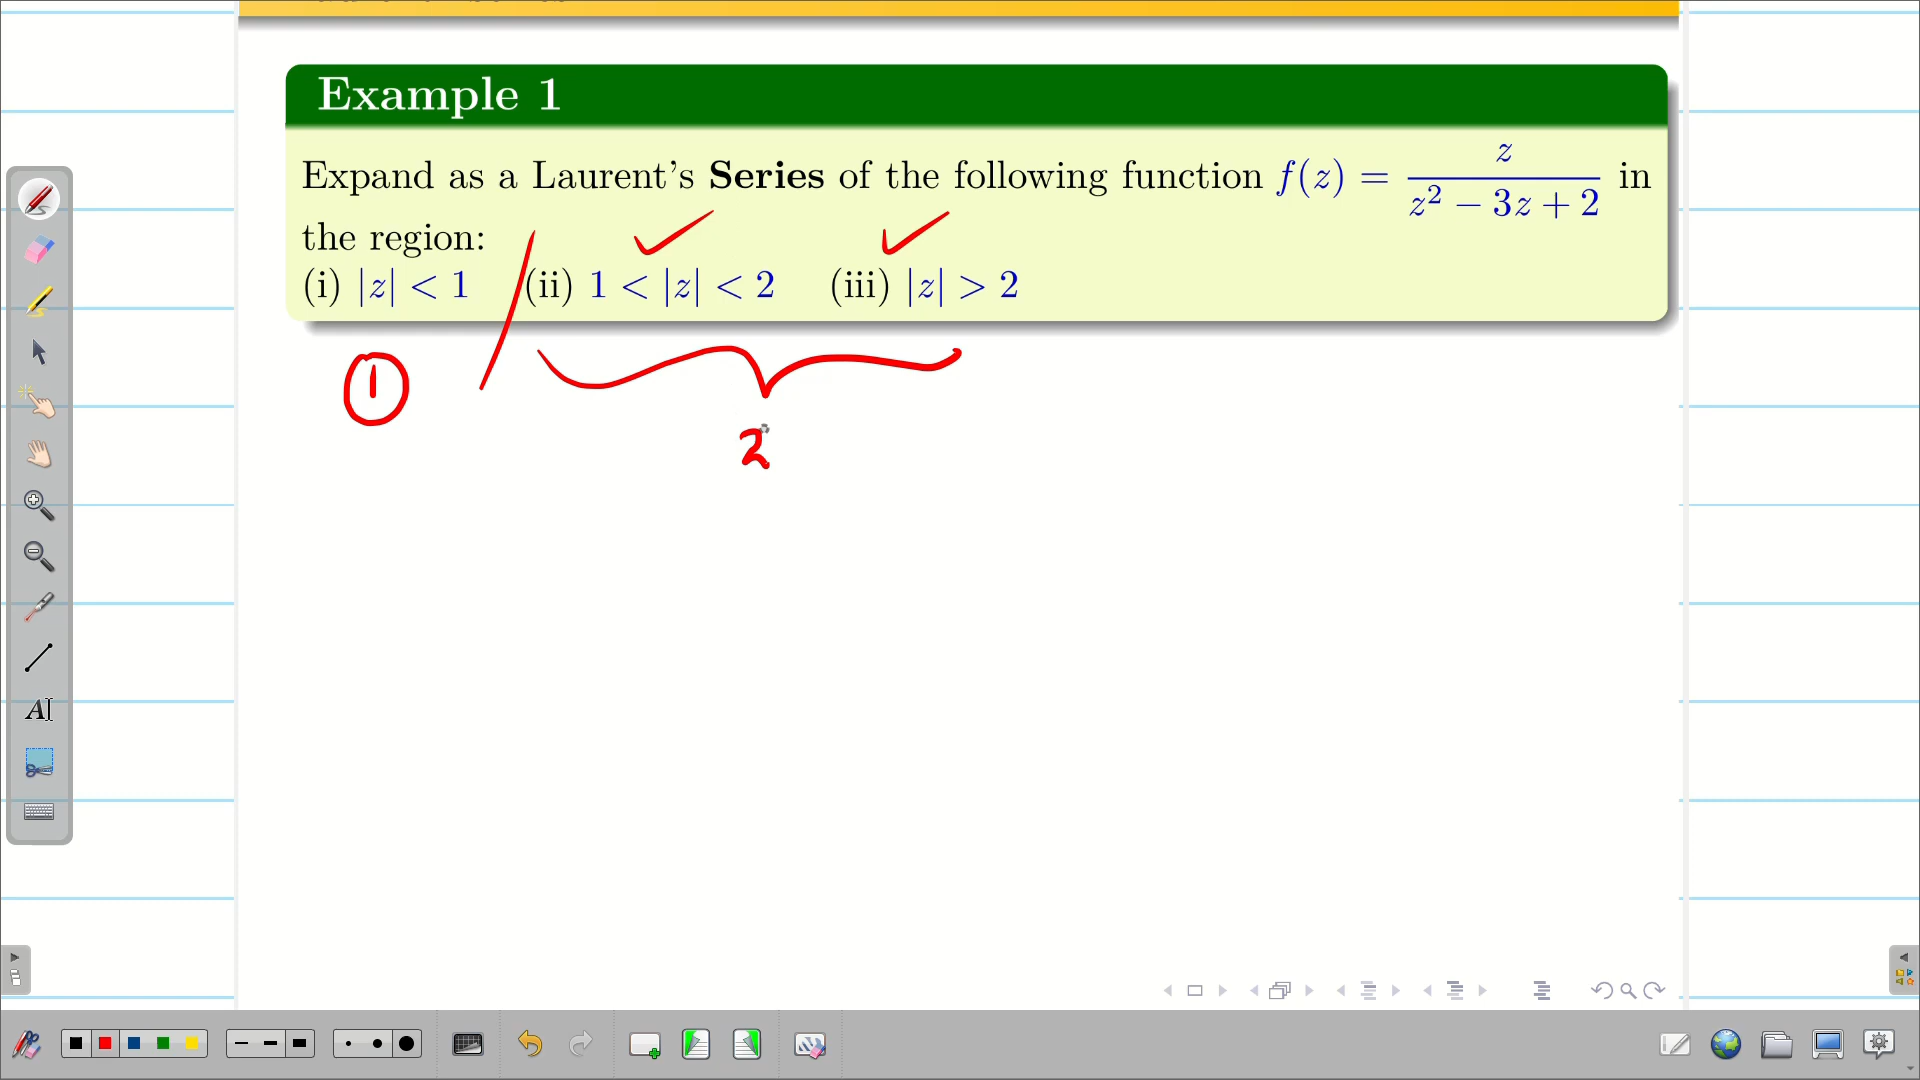 Example 1
Expand as a Laurent's Series of the following function f(z) = z / (z² − 3z + 2) in
the region:
(i) |z| < 1 (ii) 1 < |z| < 2 (iii) |z| > 2
1
2